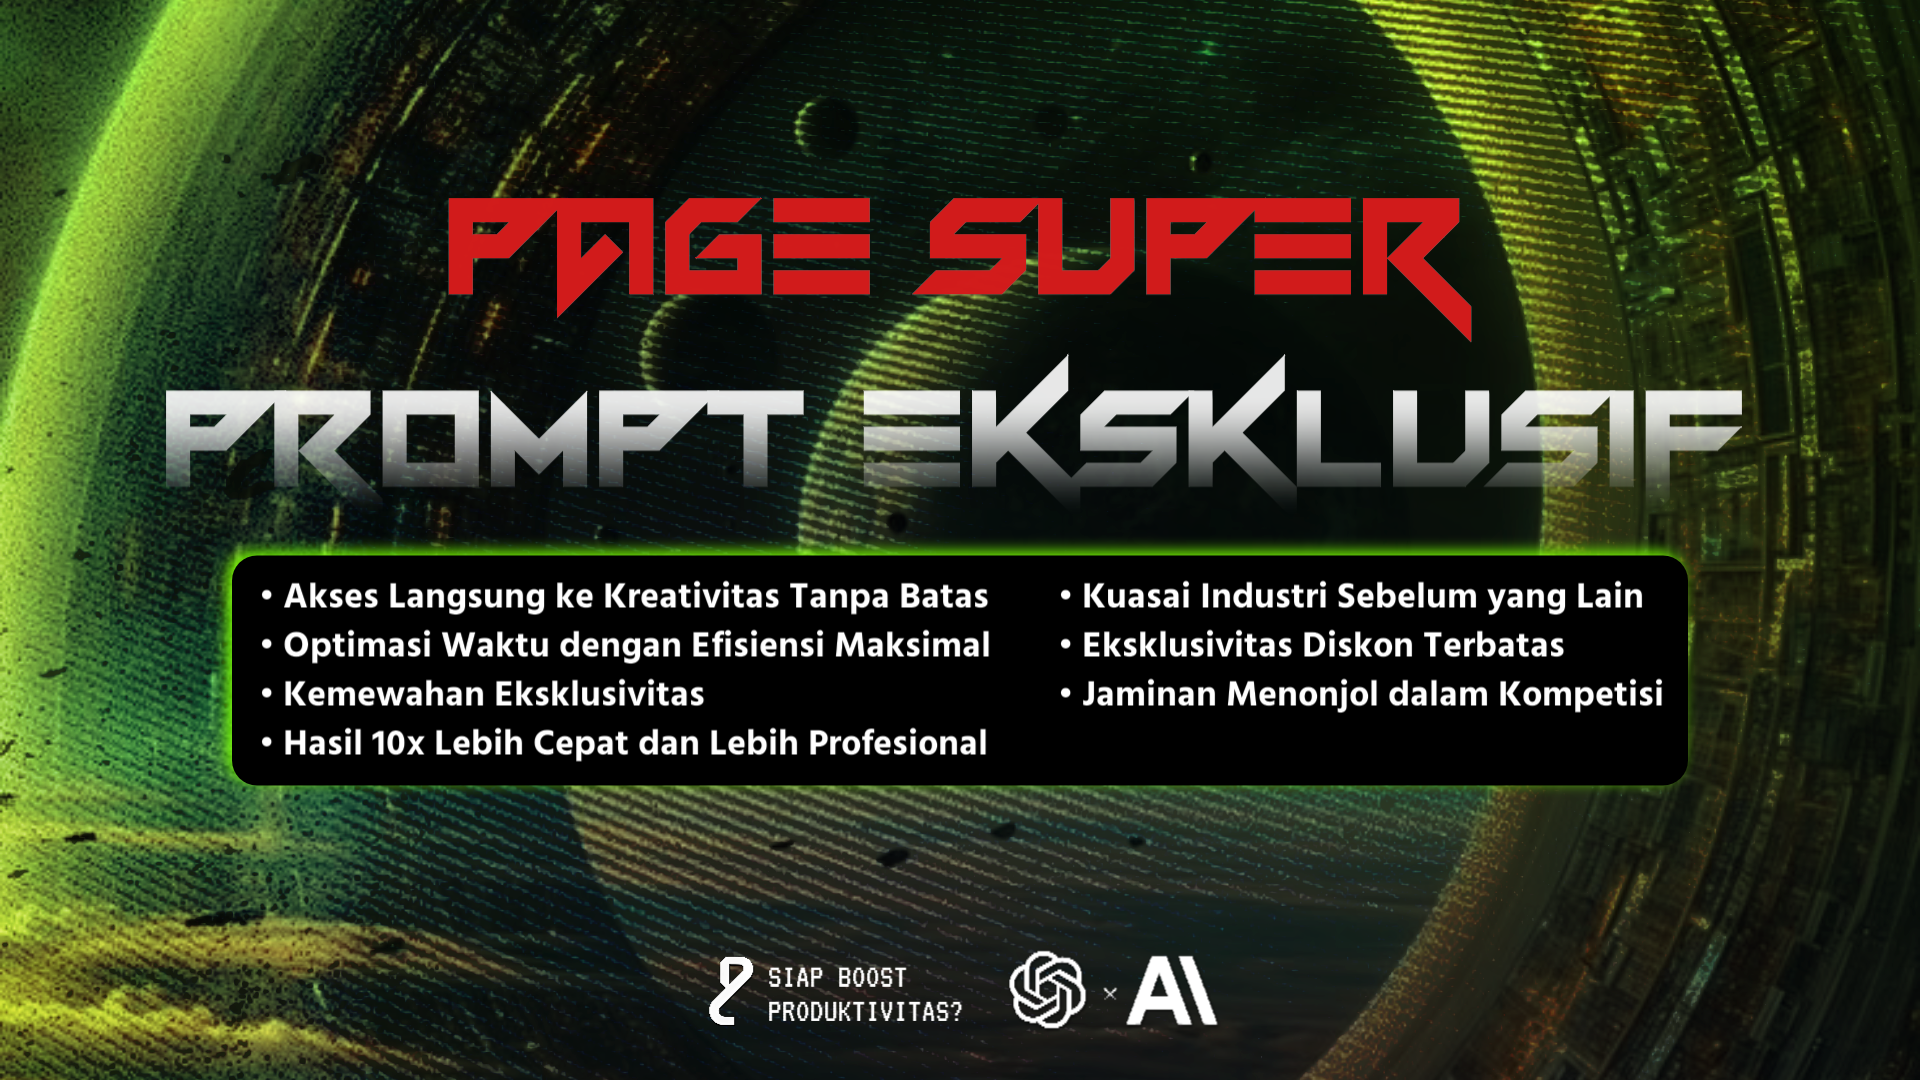 PAGE SUPER
PROMPT EKSKLUSIF
• Akses Langsung ke Kreativitas Tanpa Batas
• Optimasi Waktu dengan Efisiensi Maksimal
• Kemewahan Eksklusivitas
• Hasil 10x Lebih Cepat dan Lebih Profesional
• Kuasai Industri Sebelum yang Lain
• Eksklusivitas Diskon Terbatas
• Jaminan Menonjol dalam Kompetisi
SIAP BOOST
PRODUKTIVITAS?
× A\